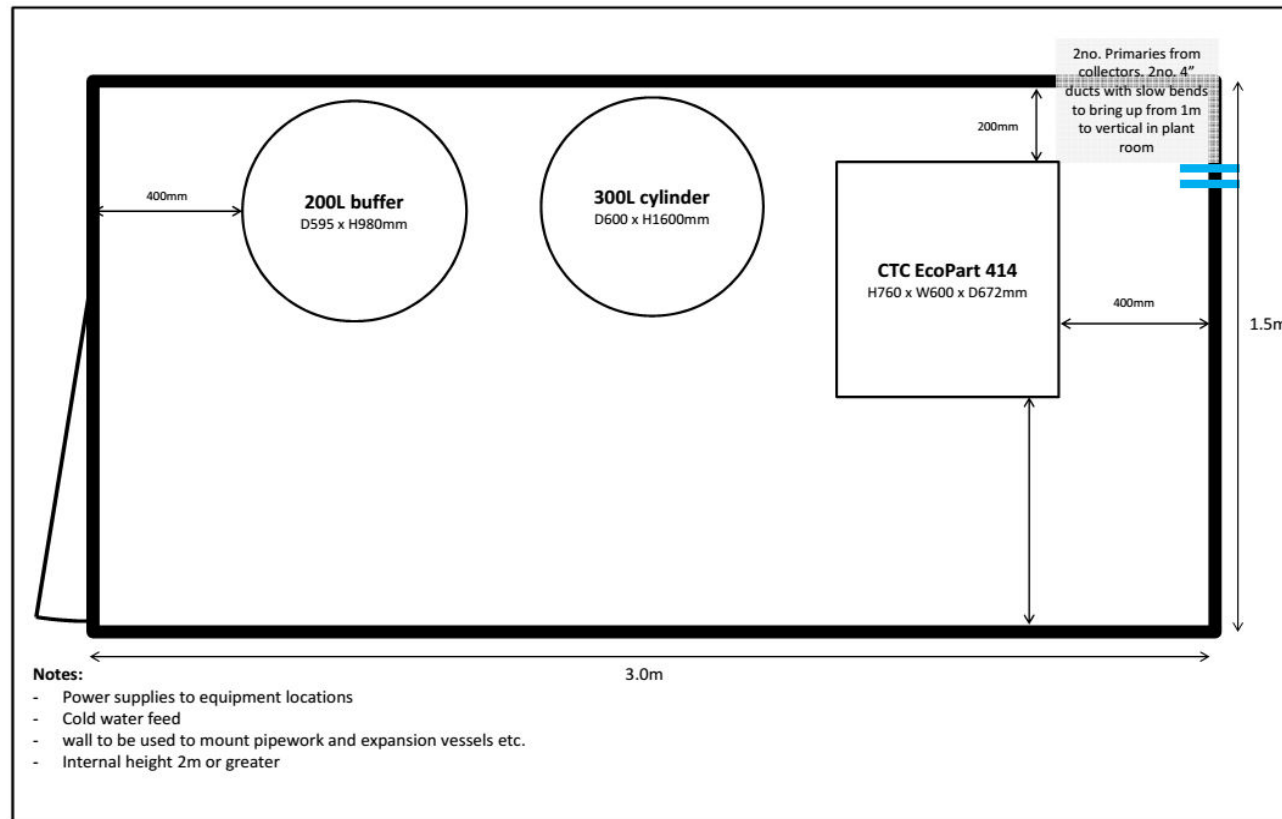 2no. Primaries from
collectors. 2no. 4”
ducts with slow bends
to bring up from 1m
to vertical in plant
room
200mm
400mm
200L buffer
D595 x H980mm
300L cylinder
D600 x H1600mm
CTC EcoPart 414
H760 x W600 x D672mm
400mm
1.5m
3.0m
Notes:
- Power supplies to equipment locations
- Cold water feed
- wall to be used to mount pipework and expansion vessels etc.
- Internal height 2m or greater